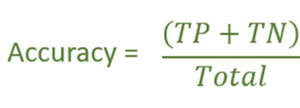 Accuracy = (TP + TN)
Total